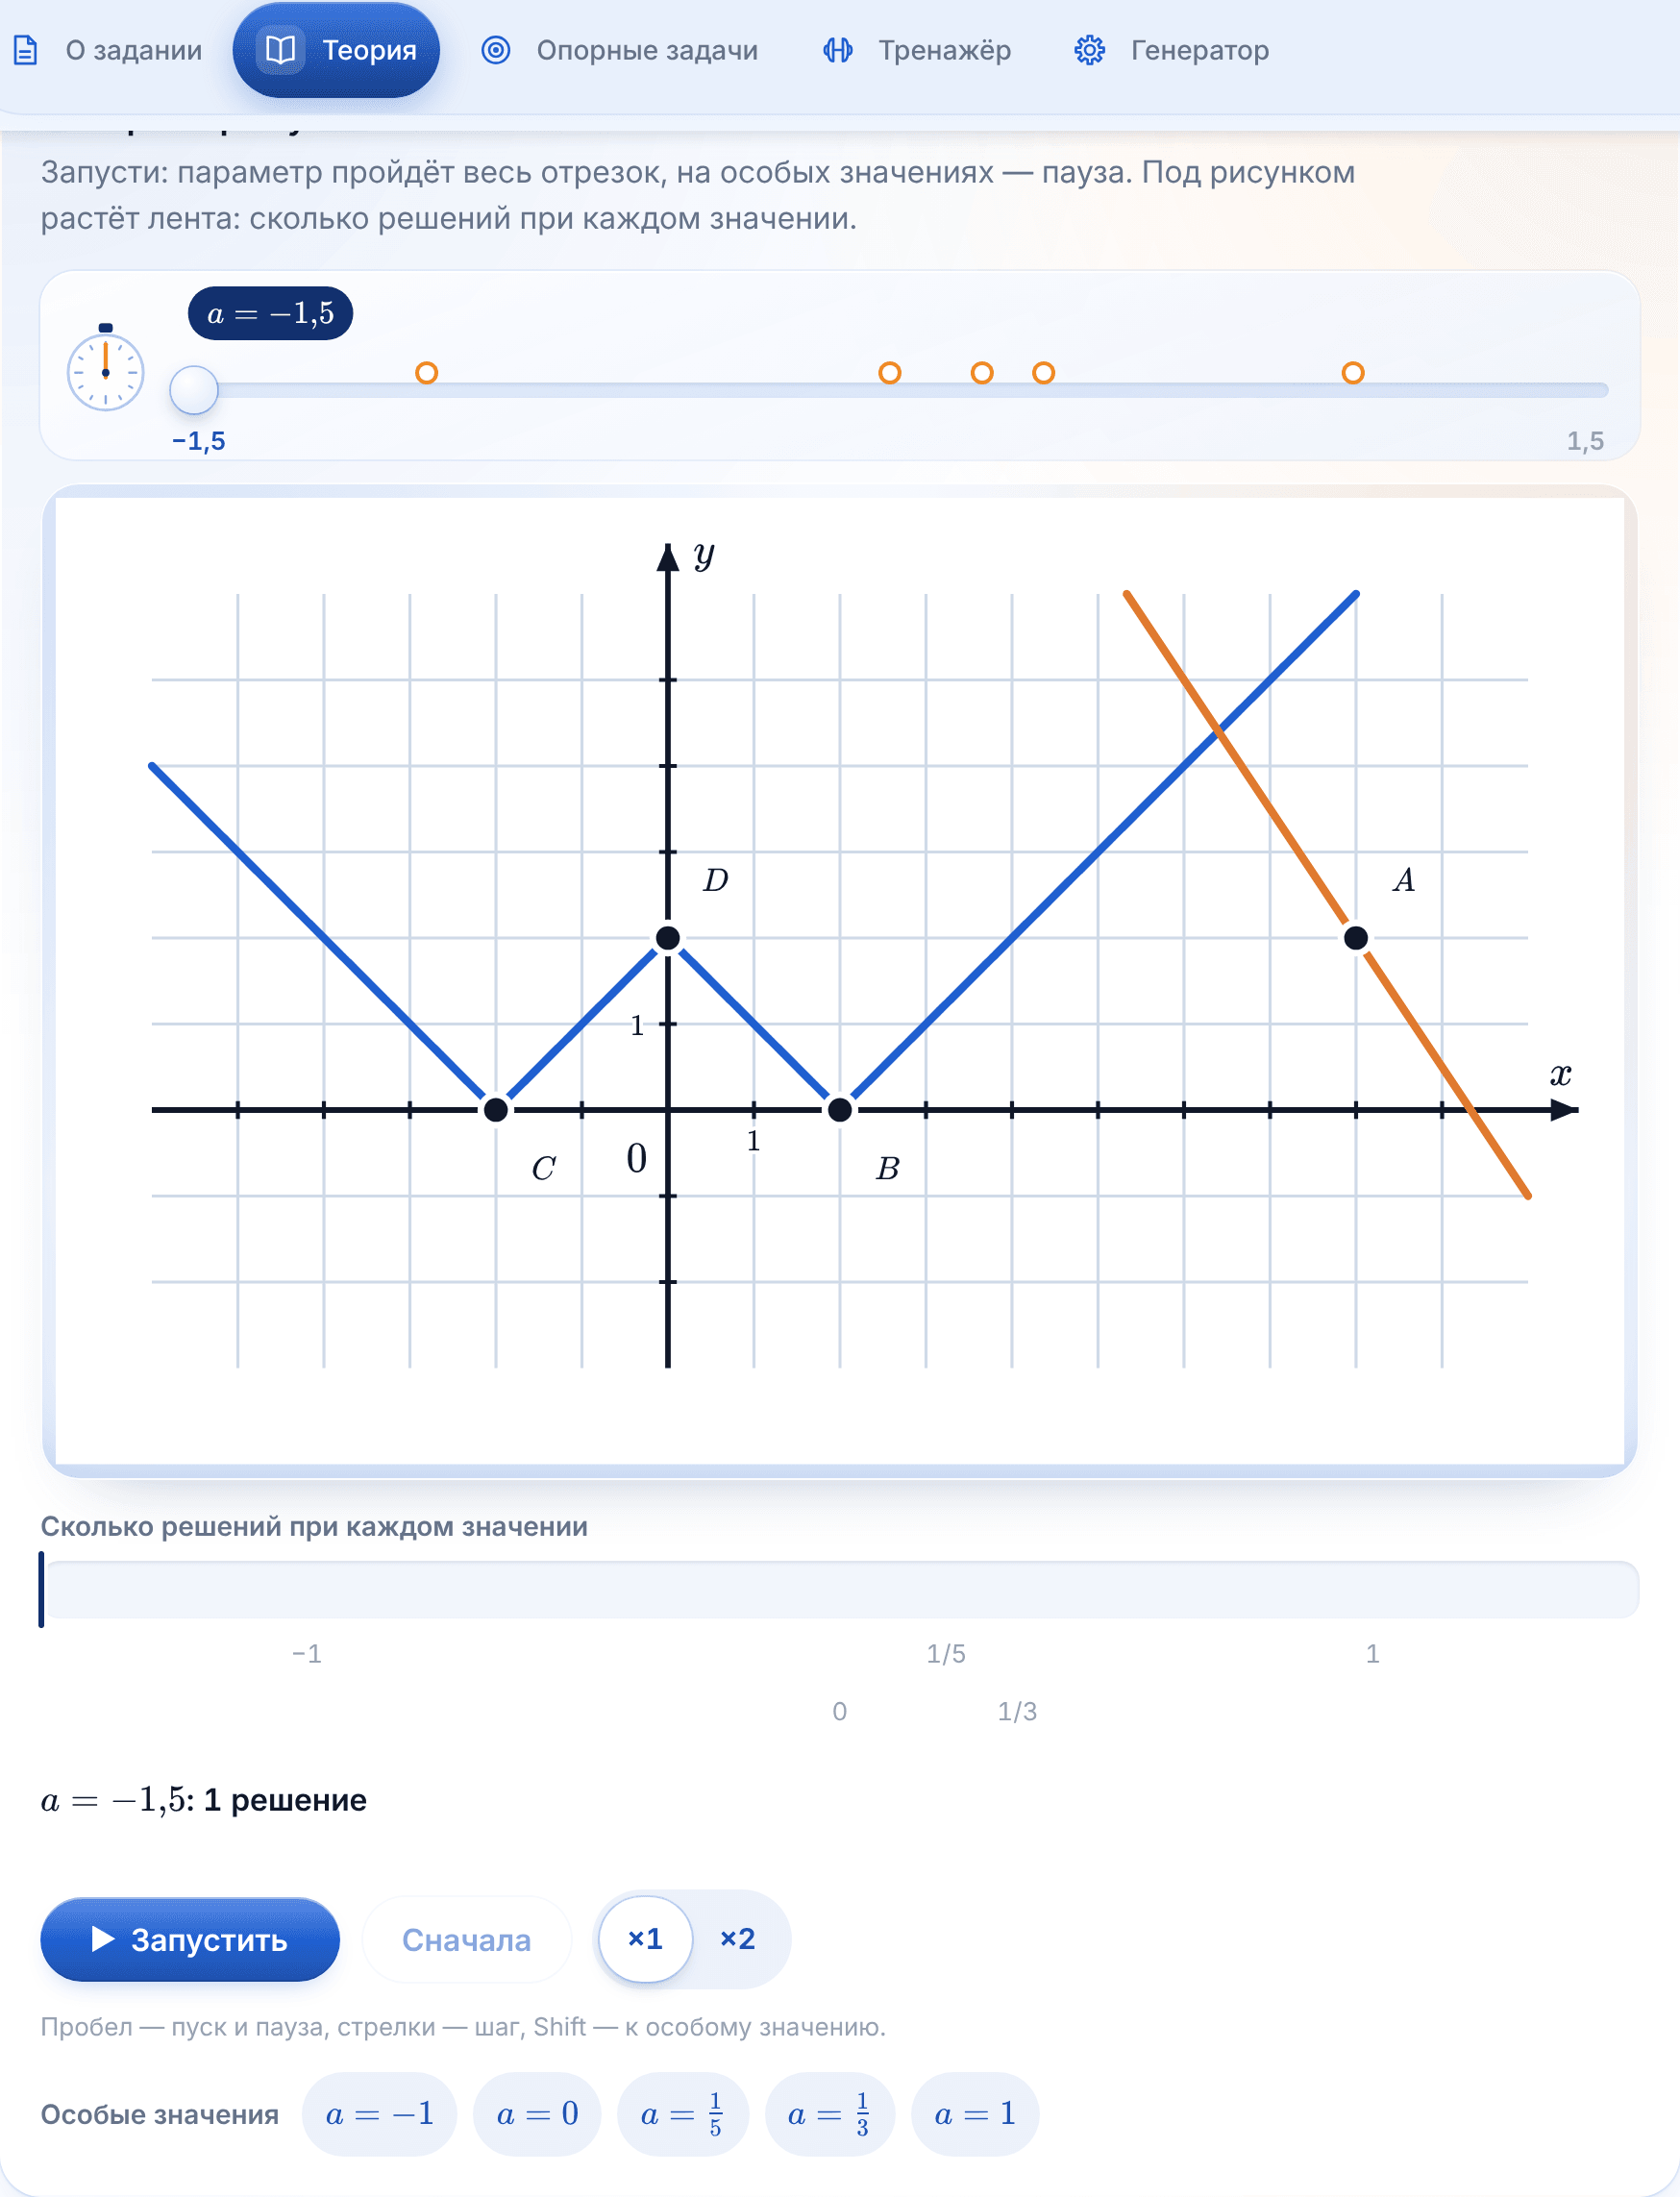 О задании Теория Опорные задачи Тренажёр Генератор
Запусти: параметр пройдёт весь отрезок, на особых значениях — пауза. Под рисунком
растёт лента: сколько решений при каждом значении.
a = −1,5
−1,5 1,5
y
D A
1
x
C 0 1 B
Сколько решений при каждом значении
−1 1/5 1
0 1/3
a = −1,5: 1 решение
Запустить Сначала ×1 ×2
Пробел — пуск и пауза, стрелки — шаг, Shift — к особому значению.
Особые значения a = −1 a = 0 a = 1/5 a = 1/3 a = 1